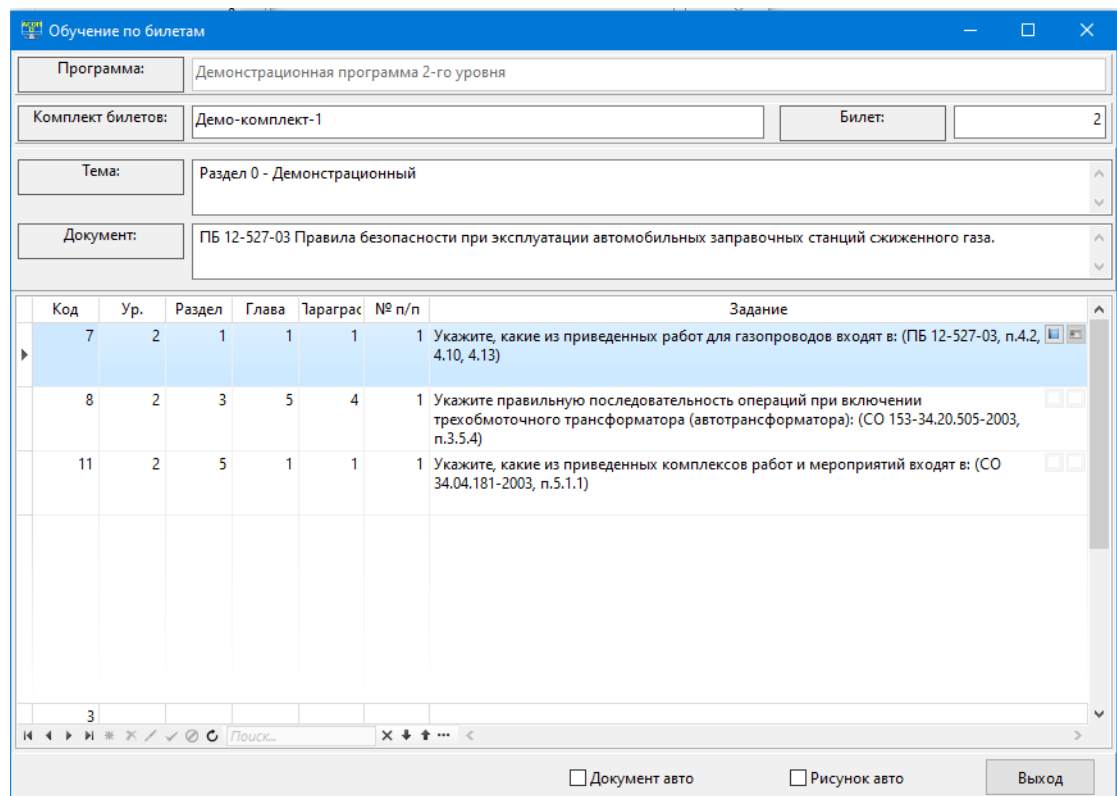 АСОП
Обучение по билетам
Программа: Демонстрационная программа 2-го уровня
Комплект билетов: Демо-комплект-1 Билет: 2
Тема: Раздел 0 - Демонстрационный
Документ: ПБ 12-527-03 Правила безопасности при эксплуатации автомобильных заправочных станций сжиженного газа.
Код Ур. Раздел Глава Параграф № п/п Задание
7 2 1 1 1 1 Укажите, какие из приведенных работ для газопроводов входят в: (ПБ 12-527-03, п.4.2,
4.10, 4.13)
8 2 3 5 4 1 Укажите правильную последовательность операций при включении
трехобмоточного трансформатора (автотрансформатора): (СО 153-34.20.505-2003,
п.3.5.4)
11 2 5 1 1 1 Укажите, какие из приведенных комплексов работ и мероприятий входят в: (СО
34.04.181-2003, п.5.1.1)
3
Поиск...
Документ авто Рисунок авто Выход